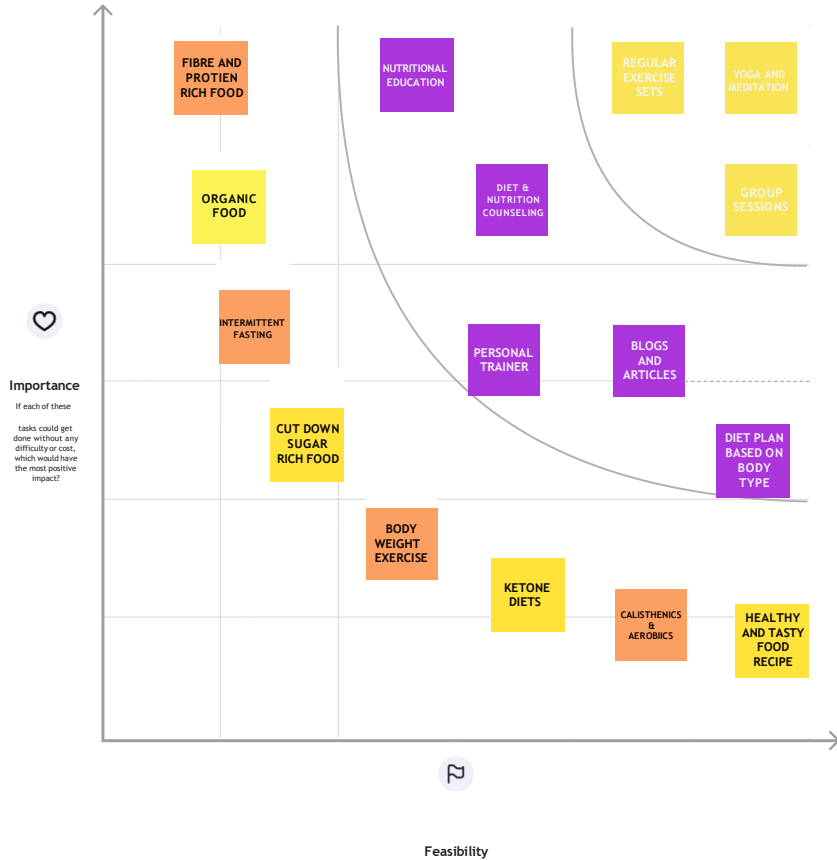 FIBRE AND
PROTIEN
RICH FOOD
NUTRITIONAL
EDUCATION
REGULAR
EXERCISE
SETS
YOGA AND
MEDITATION
ORGANIC
FOOD
DIET &
NUTRITION
COUNSELING
GROUP
SESSIONS
INTERMITTENT
FASTING
PERSONAL
TRAINER
BLOGS
AND
ARTICLES
Importance
If each of these
tasks could get
done without any
difficulty or cost,
which would have
the most positive
impact?
CUT DOWN
SUGAR
RICH FOOD
DIET PLAN
BASED ON
BODY
TYPE
BODY
WEIGHT
EXERCISE
KETONE
DIETS
CALISTHENICS
&
AEROBIICS
HEALTHY
AND TASTY
FOOD
RECIPE
Feasibility